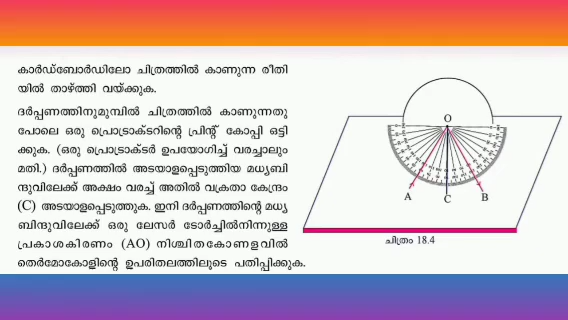 കാർഡ്ബോർഡിലോ ചിത്രത്തിൽ കാണുന്ന രീതി
യിൽ താഴ്ത്തി വയ്ക്കുക.
ദർപ്പണത്തിനുമുമ്പിൽ ചിത്രത്തിൽ കാണുന്നതു
പോലെ ഒരു പ്രൊട്രാക്ടറിന്റെ പ്രിന്റ് കോപ്പി ഒട്ടി
ക്കുക. (ഒരു പ്രൊട്രാക്ടർ ഉപയോഗിച്ച് വരച്ചാലും
മതി.) ദർപ്പണത്തിൽ അടയാളപ്പെടുത്തിയ മധ്യബി
ന്ദുവിലേക്ക് അക്ഷം വരച്ച് അതിൽ വക്രതാ കേന്ദ്രം
(C) അടയാളപ്പെടുത്തുക. ഇനി ദർപ്പണത്തിന്റെ മധ്യ
ബിന്ദുവിലേക്ക് ഒരു ലേസർ ടോർച്ചിൽനിന്നുള്ള
പ്രകാശകിരണം (AO) നിശ്ചിതകോണളവിൽ
തെർമോകോളിന്റെ ഉപരിതലത്തിലൂടെ പതിപ്പിക്കുക.
O
A
C
B
ചിത്രം 18.4